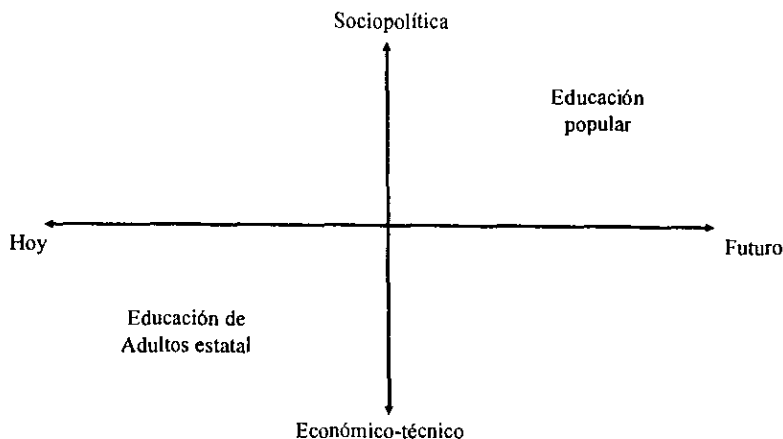 Sociopolítica
Educación
popular
Hoy
Futuro
Educación de
Adultos estatal
Económico-técnico